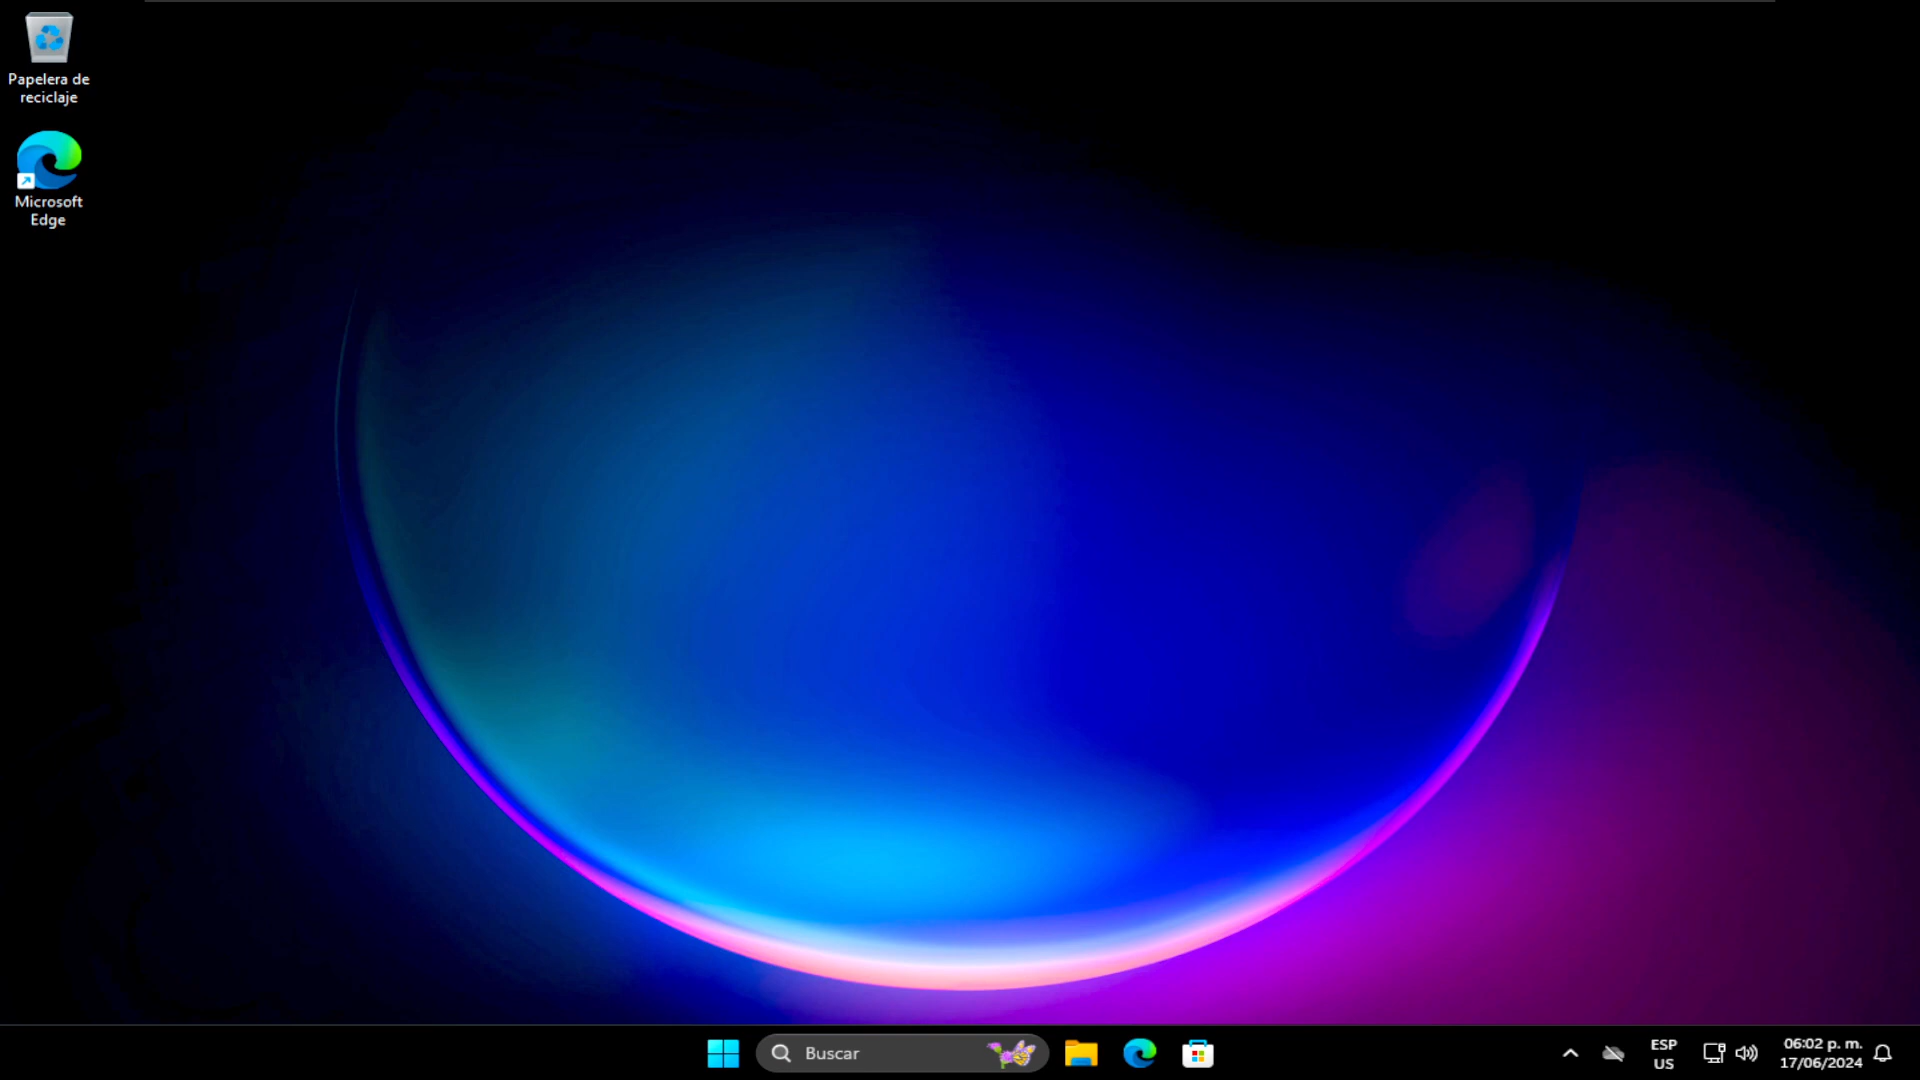 Papelera de
reciclaje
Microsoft
Edge
Buscar
ESP
US
06:02 p. m.
17/06/2024